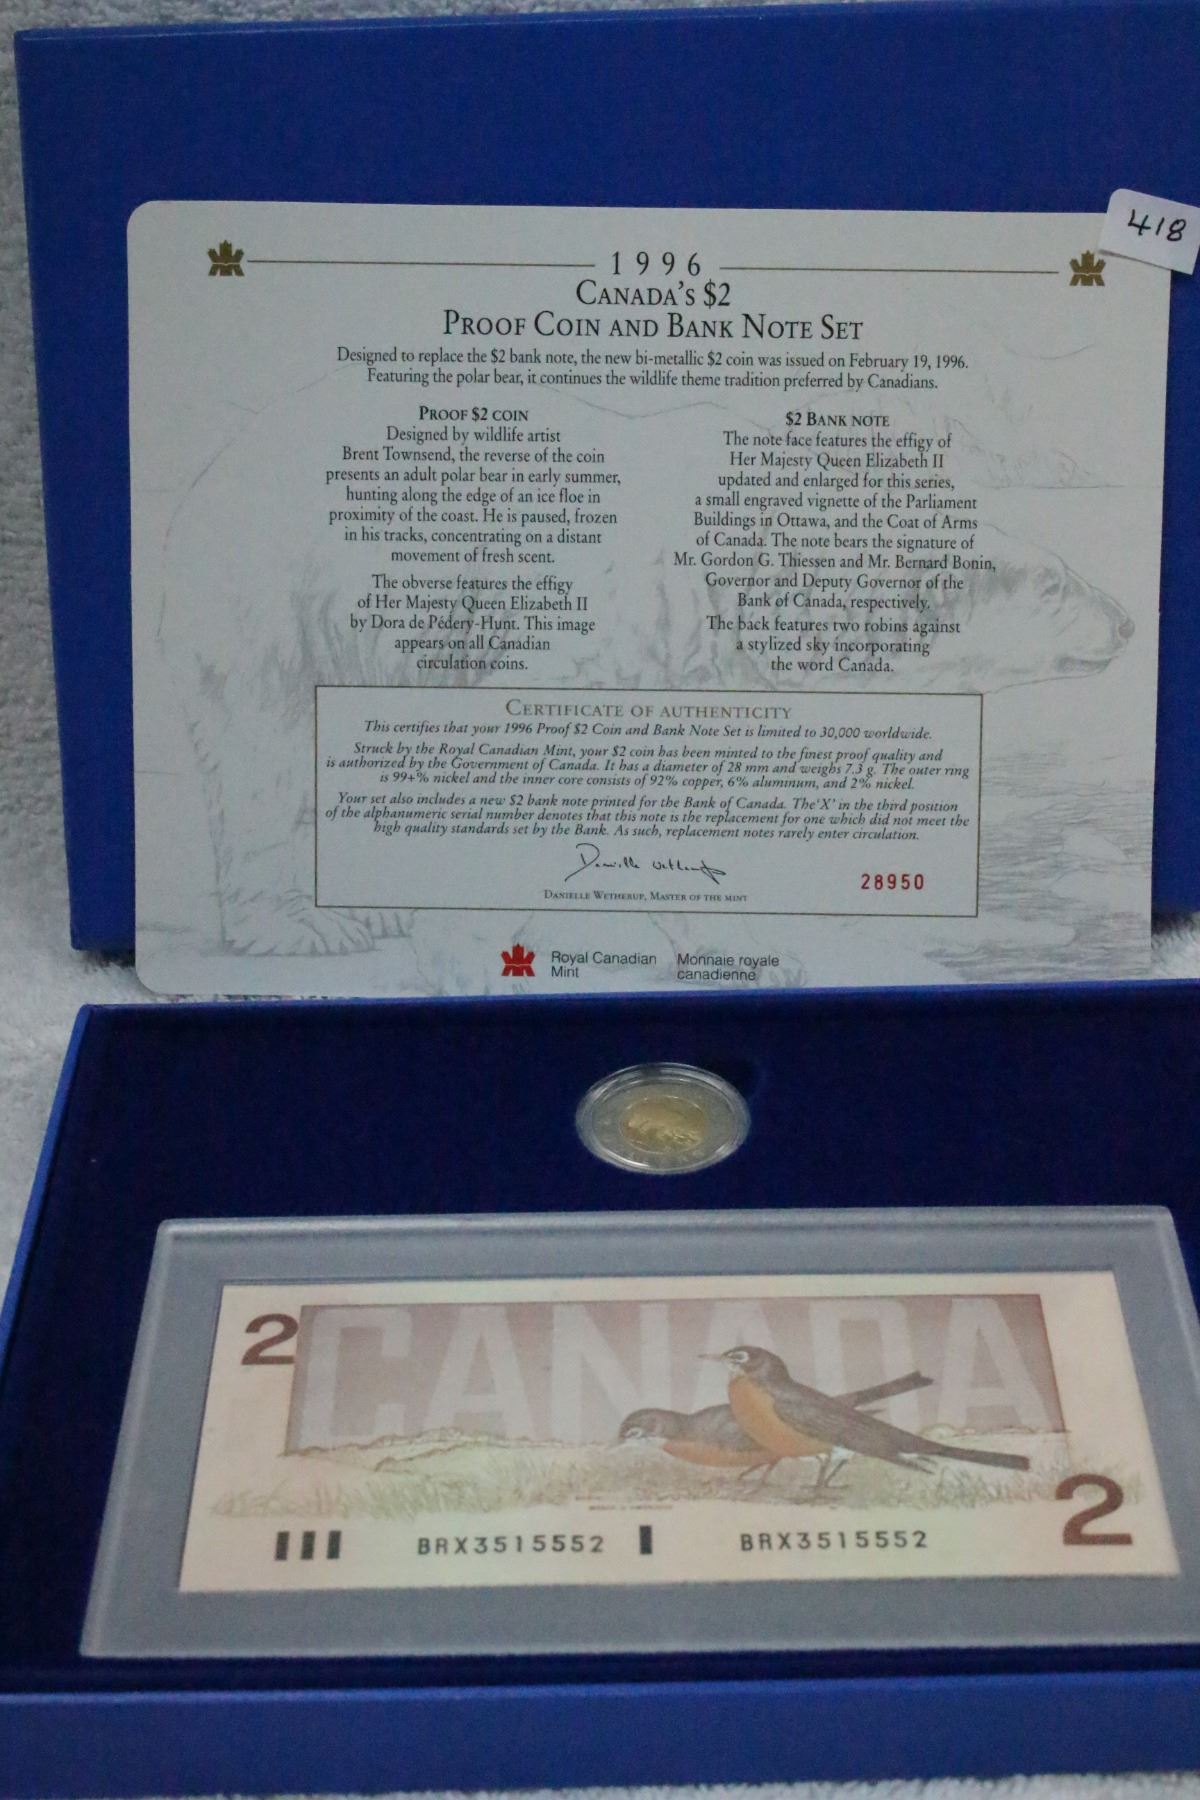 418
1996
CANADA'S $2
PROOF COIN AND BANK NOTE SET
Designed to replace the $2 bank note, the new bi-metallic $2 coin was issued on February 19, 1996.
Featuring the polar bear, it continues the wildlife theme tradition preferred by Canadians.
PROOF $2 COIN
Designed by wildlife artist
Brent Townsend, the reverse of the coin
presents an adult polar bear in early summer,
hunting along the edge of an ice floe in
proximity of the coast. He is paused, frozen
in his tracks, concentrating on a distant
movement of fresh scent.
The obverse features the effigy
of Her Majesty Queen Elizabeth II
by Dora de Pédery-Hunt. This image
appears on all Canadian
circulation coins.
$2 BANK NOTE
The note face features the effigy of
Her Majesty Queen Elizabeth II
updated and enlarged for this series,
a small engraved vignette of the Parliament
Buildings in Ottawa, and the Coat of Arms
of Canada. The note bears the signature of
Mr. Gordon G. Thiessen and Mr. Bernard Bonin,
Governor and Deputy Governor of the
Bank of Canada, respectively.
The back features two robins against
a stylized sky incorporating
the word Canada.
CERTIFICATE OF AUTHENTICITY
This certifies that your 1996 Proof $2 Coin and Bank Note Set is limited to 30,000 worldwide.
Struck by the Royal Canadian Mint, your $2 coin has been minted to the finest proof quality and
is authorized by the Government of Canada. It has a diameter of 28 mm and weighs 7.3 g. The outer ring
is 99+% nickel and the inner core consists of 92% copper, 6% aluminum, and 2% nickel.
Your set also includes a new $2 bank note printed for the Bank of Canada. The 'X' in the third position
of the alphanumeric serial number denotes that this note is the replacement for one which did not meet the
high quality standards set by the Bank. As such, replacement notes rarely enter circulation.
28950
DANIELLE WETHERUP, MASTER OF THE MINT
Royal Canadian Mint
Monnaie royale canadienne
2
CANADA
2
BRX3515552 BRX3515552